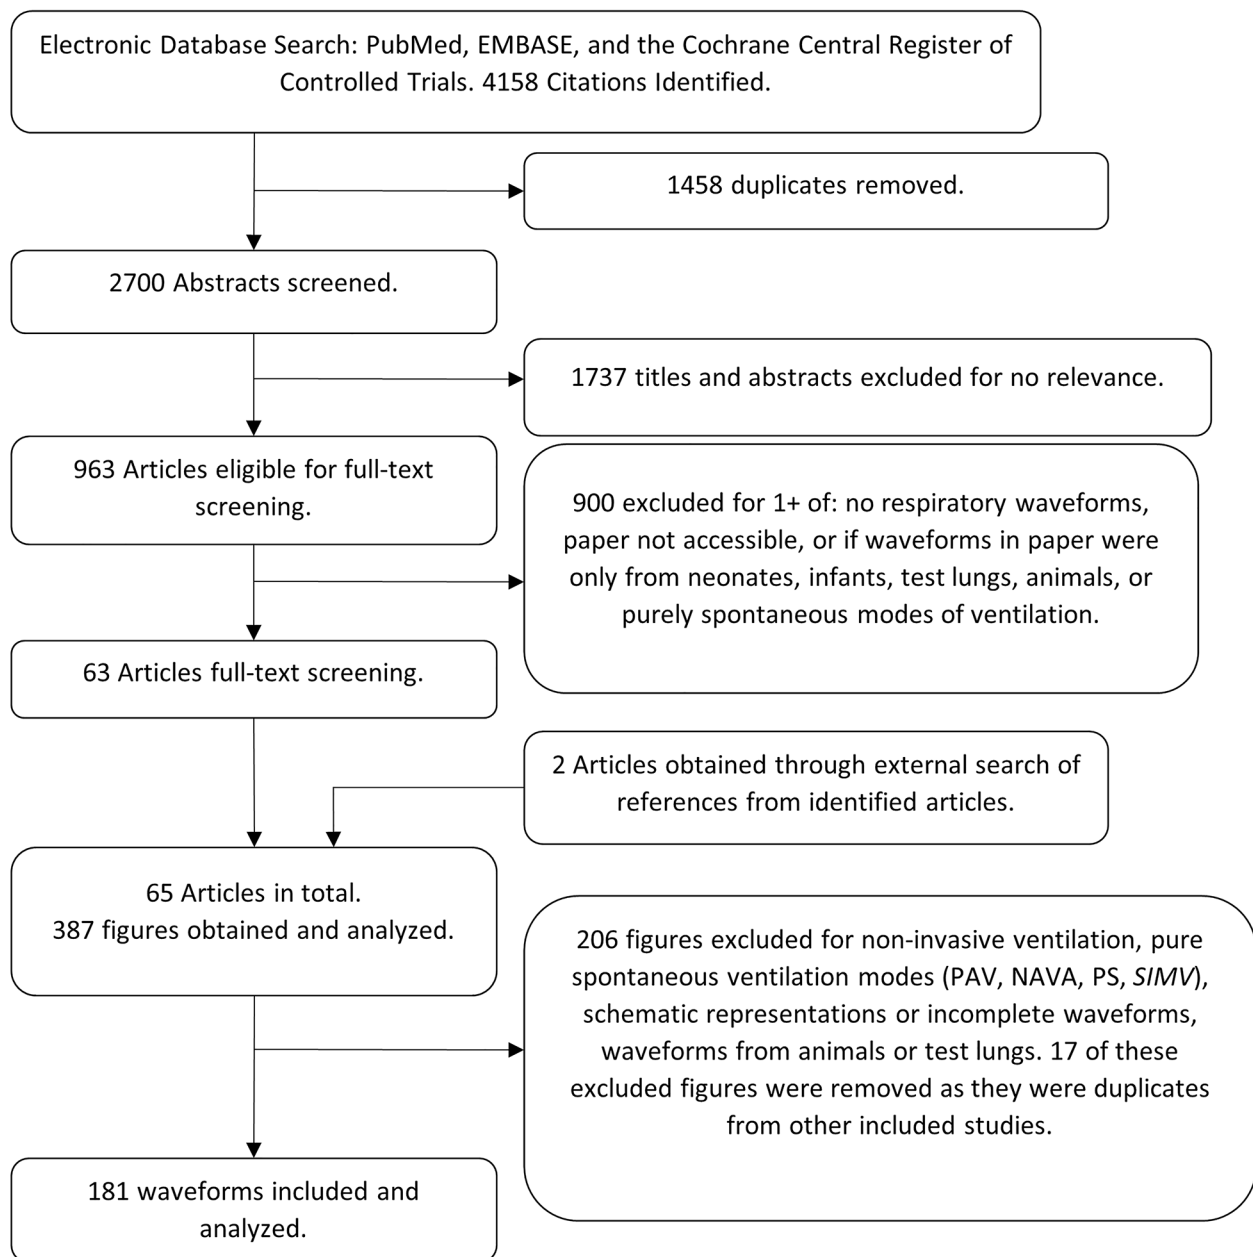 Electronic Database Search: PubMed, EMBASE, and the Cochrane Central Register of
Controlled Trials. 4158 Citations Identified.
1458 duplicates removed.
2700 Abstracts screened.
1737 titles and abstracts excluded for no relevance.
963 Articles eligible for full-text
screening.
900 excluded for 1+ of: no respiratory waveforms,
paper not accessible, or if waveforms in paper were
only from neonates, infants, test lungs, animals, or
purely spontaneous modes of ventilation.
63 Articles full-text screening.
2 Articles obtained through external search of
references from identified articles.
65 Articles in total.
387 figures obtained and analyzed.
206 figures excluded for non-invasive ventilation, pure
spontaneous ventilation modes (PAV, NAVA, PS, SIMV),
schematic representations or incomplete waveforms,
waveforms from animals or test lungs. 17 of these
excluded figures were removed as they were duplicates
from other included studies.
181 waveforms included and
analyzed.